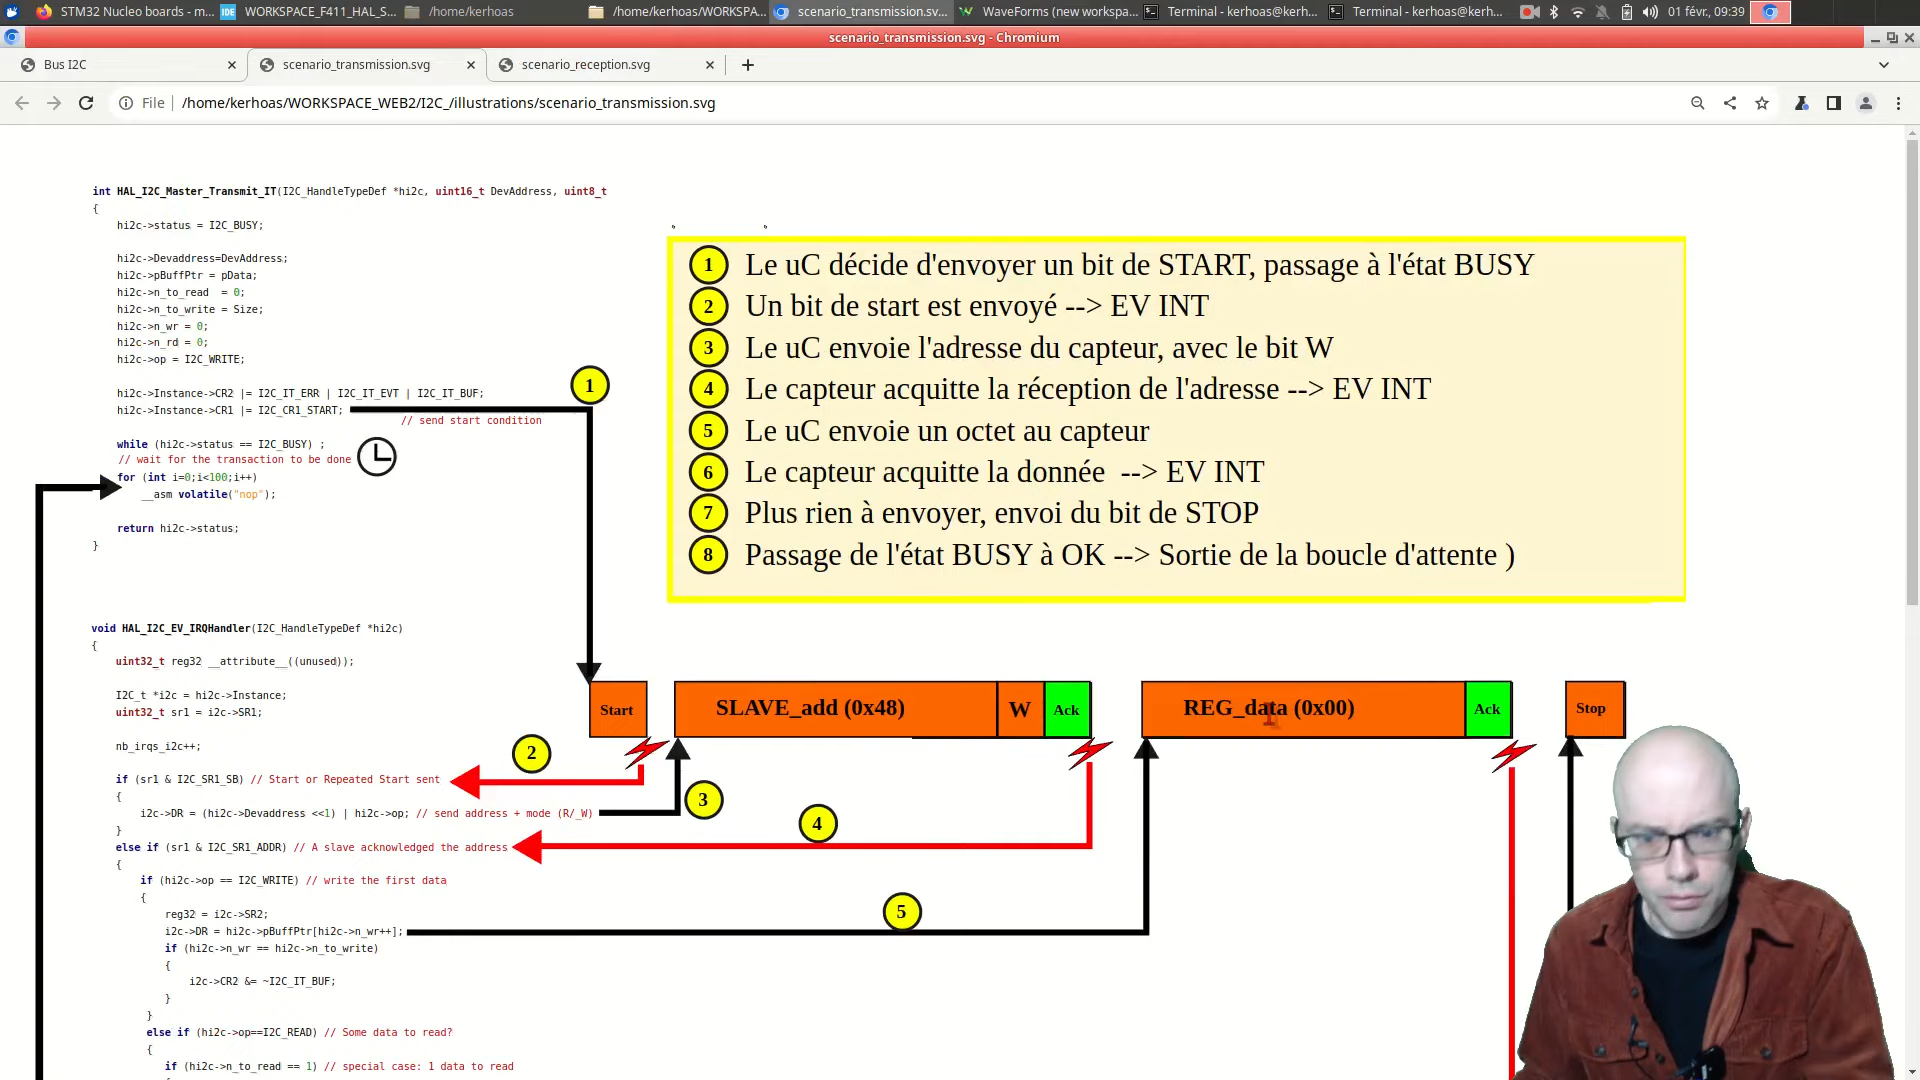 STM32 Nucleo boards - m...
IDE
WORKSPACE_F411_HAL_S...
/home/kerhoas
/home/kerhoas/WORKSPA...
scenario_transmission.sv...
WaveForms (new workspa...
Terminal - kerhoas@kerh...
Terminal - kerhoas@kerh...
01 févr., 09:39
scenario_transmission.svg - Chromium
Bus I2C
scenario_transmission.svg
scenario_reception.svg
File
/home/kerhoas/WORKSPACE_WEB2/I2C_/illustrations/scenario_transmission.svg
int HAL_I2C_Master_Transmit_IT(I2C_HandleTypeDef *hi2c, uint16_t DevAddress, uint8_t
{
hi2c->status = I2C_BUSY;
hi2c->Devaddress=DevAddress;
hi2c->pBuffPtr = pData;
hi2c->n_to_read  = 0;
hi2c->n_to_write = Size;
hi2c->n_wr = 0;
hi2c->n_rd = 0;
hi2c->op = I2C_WRITE;
hi2c->Instance->CR2 |= I2C_IT_ERR | I2C_IT_EVT | I2C_IT_BUF;
hi2c->Instance->CR1 |= I2C_CR1_START;
// send start condition
while (hi2c->status == I2C_BUSY) ;
// wait for the transaction to be done
for (int i=0;i<100;i++)
__asm volatile("nop");
return hi2c->status;
}
1
1 Le uC décide d'envoyer un bit de START, passage à l'état BUSY
2 Un bit de start est envoyé --> EV INT
3 Le uC envoie l'adresse du capteur, avec le bit W
4 Le capteur acquitte la réception de l'adresse --> EV INT
5 Le uC envoie un octet au capteur
6 Le capteur acquitte la donnée  --> EV INT
7 Plus rien à envoyer, envoi du bit de STOP
8 Passage de l'état BUSY à OK --> Sortie de la boucle d'attente )
void HAL_I2C_EV_IRQHandler(I2C_HandleTypeDef *hi2c)
{
uint32_t reg32 __attribute__((unused));
I2C_t *i2c = hi2c->Instance;
uint32_t sr1 = i2c->SR1;
nb_irqs_i2c++;
if (sr1 & I2C_SR1_SB) // Start or Repeated Start sent
{
i2c->DR = (hi2c->Devaddress <<1) | hi2c->op; // send address + mode (R/_W)
}
else if (sr1 & I2C_SR1_ADDR) // A slave acknowledged the address
{
if (hi2c->op == I2C_WRITE) // write the first data
{
reg32 = i2c->SR2;
i2c->DR = hi2c->pBuffPtr[hi2c->n_wr++];
if (hi2c->n_wr == hi2c->n_to_write)
{
i2c->CR2 &= ~I2C_IT_BUF;
}
}
else if (hi2c->op==I2C_READ) // Some data to read?
{
if (hi2c->n_to_read == 1) // special case: 1 data to read
Start
SLAVE_add (0x48)
W
Ack
REG_data (0x00)
Ack
Stop
2
3
4
5